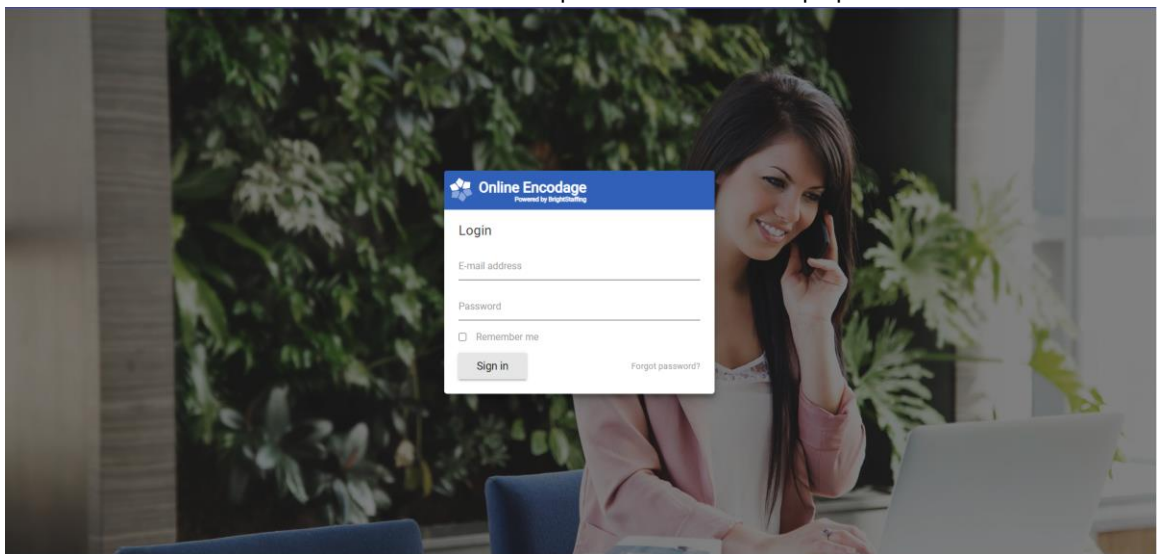 Online Encodage
Powered by BrightStaffing
Login
E-mail address
Password
Remember me
Sign in
Forgot password?